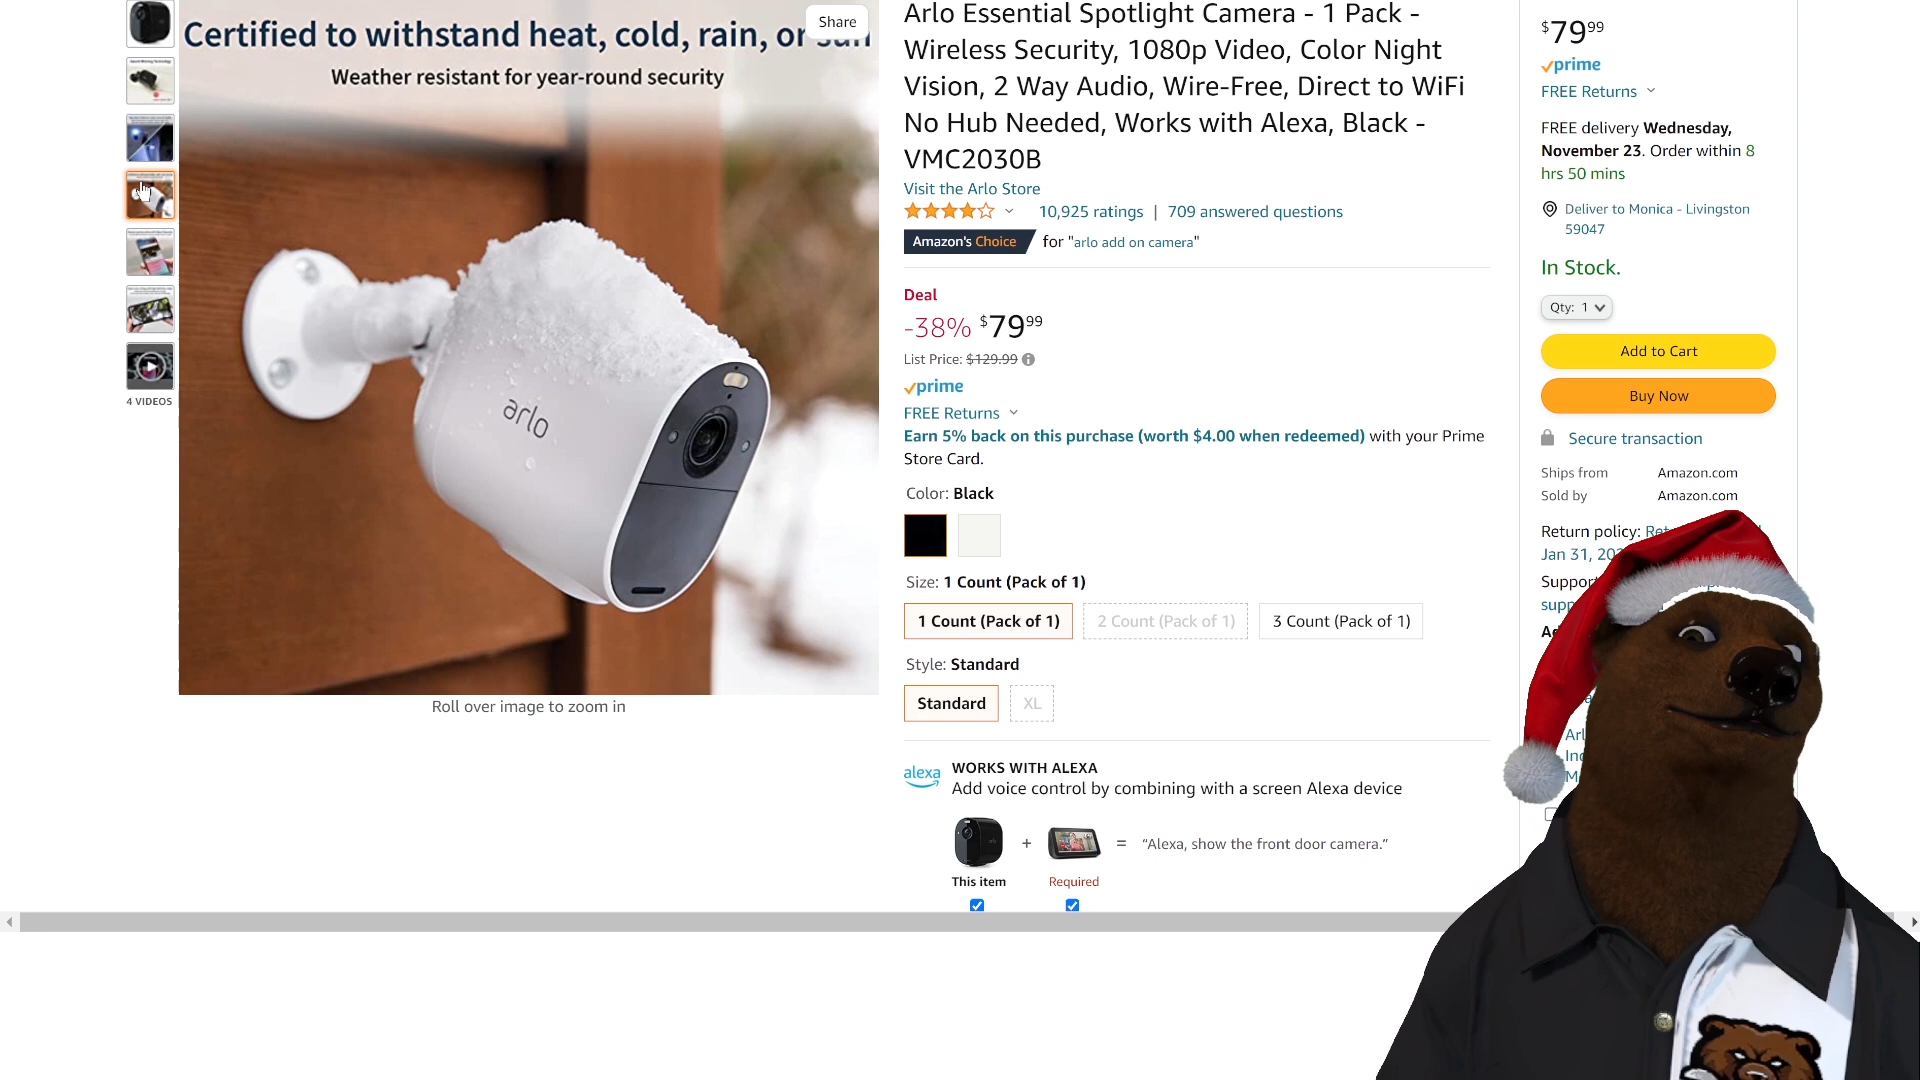 Share
Certified to withstand heat, cold, rain, or sun
Weather resistant for year-round security
arlo
4 VIDEOS
Roll over image to zoom in
Arlo Essential Spotlight Camera - 1 Pack -
Wireless Security, 1080p Video, Color Night
Vision, 2 Way Audio, Wire-Free, Direct to WiFi
No Hub Needed, Works with Alexa, Black -
VMC2030B
Visit the Arlo Store
10,925 ratings | 709 answered questions
Amazon's Choice for "arlo add on camera"
Deal
-38% $79 99
List Price: $129.99
prime
FREE Returns
Earn 5% back on this purchase (worth $4.00 when redeemed) with your Prime
Store Card.
Color: Black
Size: 1 Count (Pack of 1)
1 Count (Pack of 1) 2 Count (Pack of 1) 3 Count (Pack of 1)
Style: Standard
Standard XL
alexa WORKS WITH ALEXA
Add voice control by combining with a screen Alexa device
+ = “Alexa, show the front door camera.”
This item Required
$79 99
prime
FREE Returns
FREE delivery Wednesday,
November 23. Order within 8
hrs 50 mins
Deliver to Monica - Livingston
59047
In Stock.
Qty: 1
Add to Cart
Buy Now
Secure transaction
Ships from Amazon.com
Sold by Amazon.com
Return policy:
Jan 31,